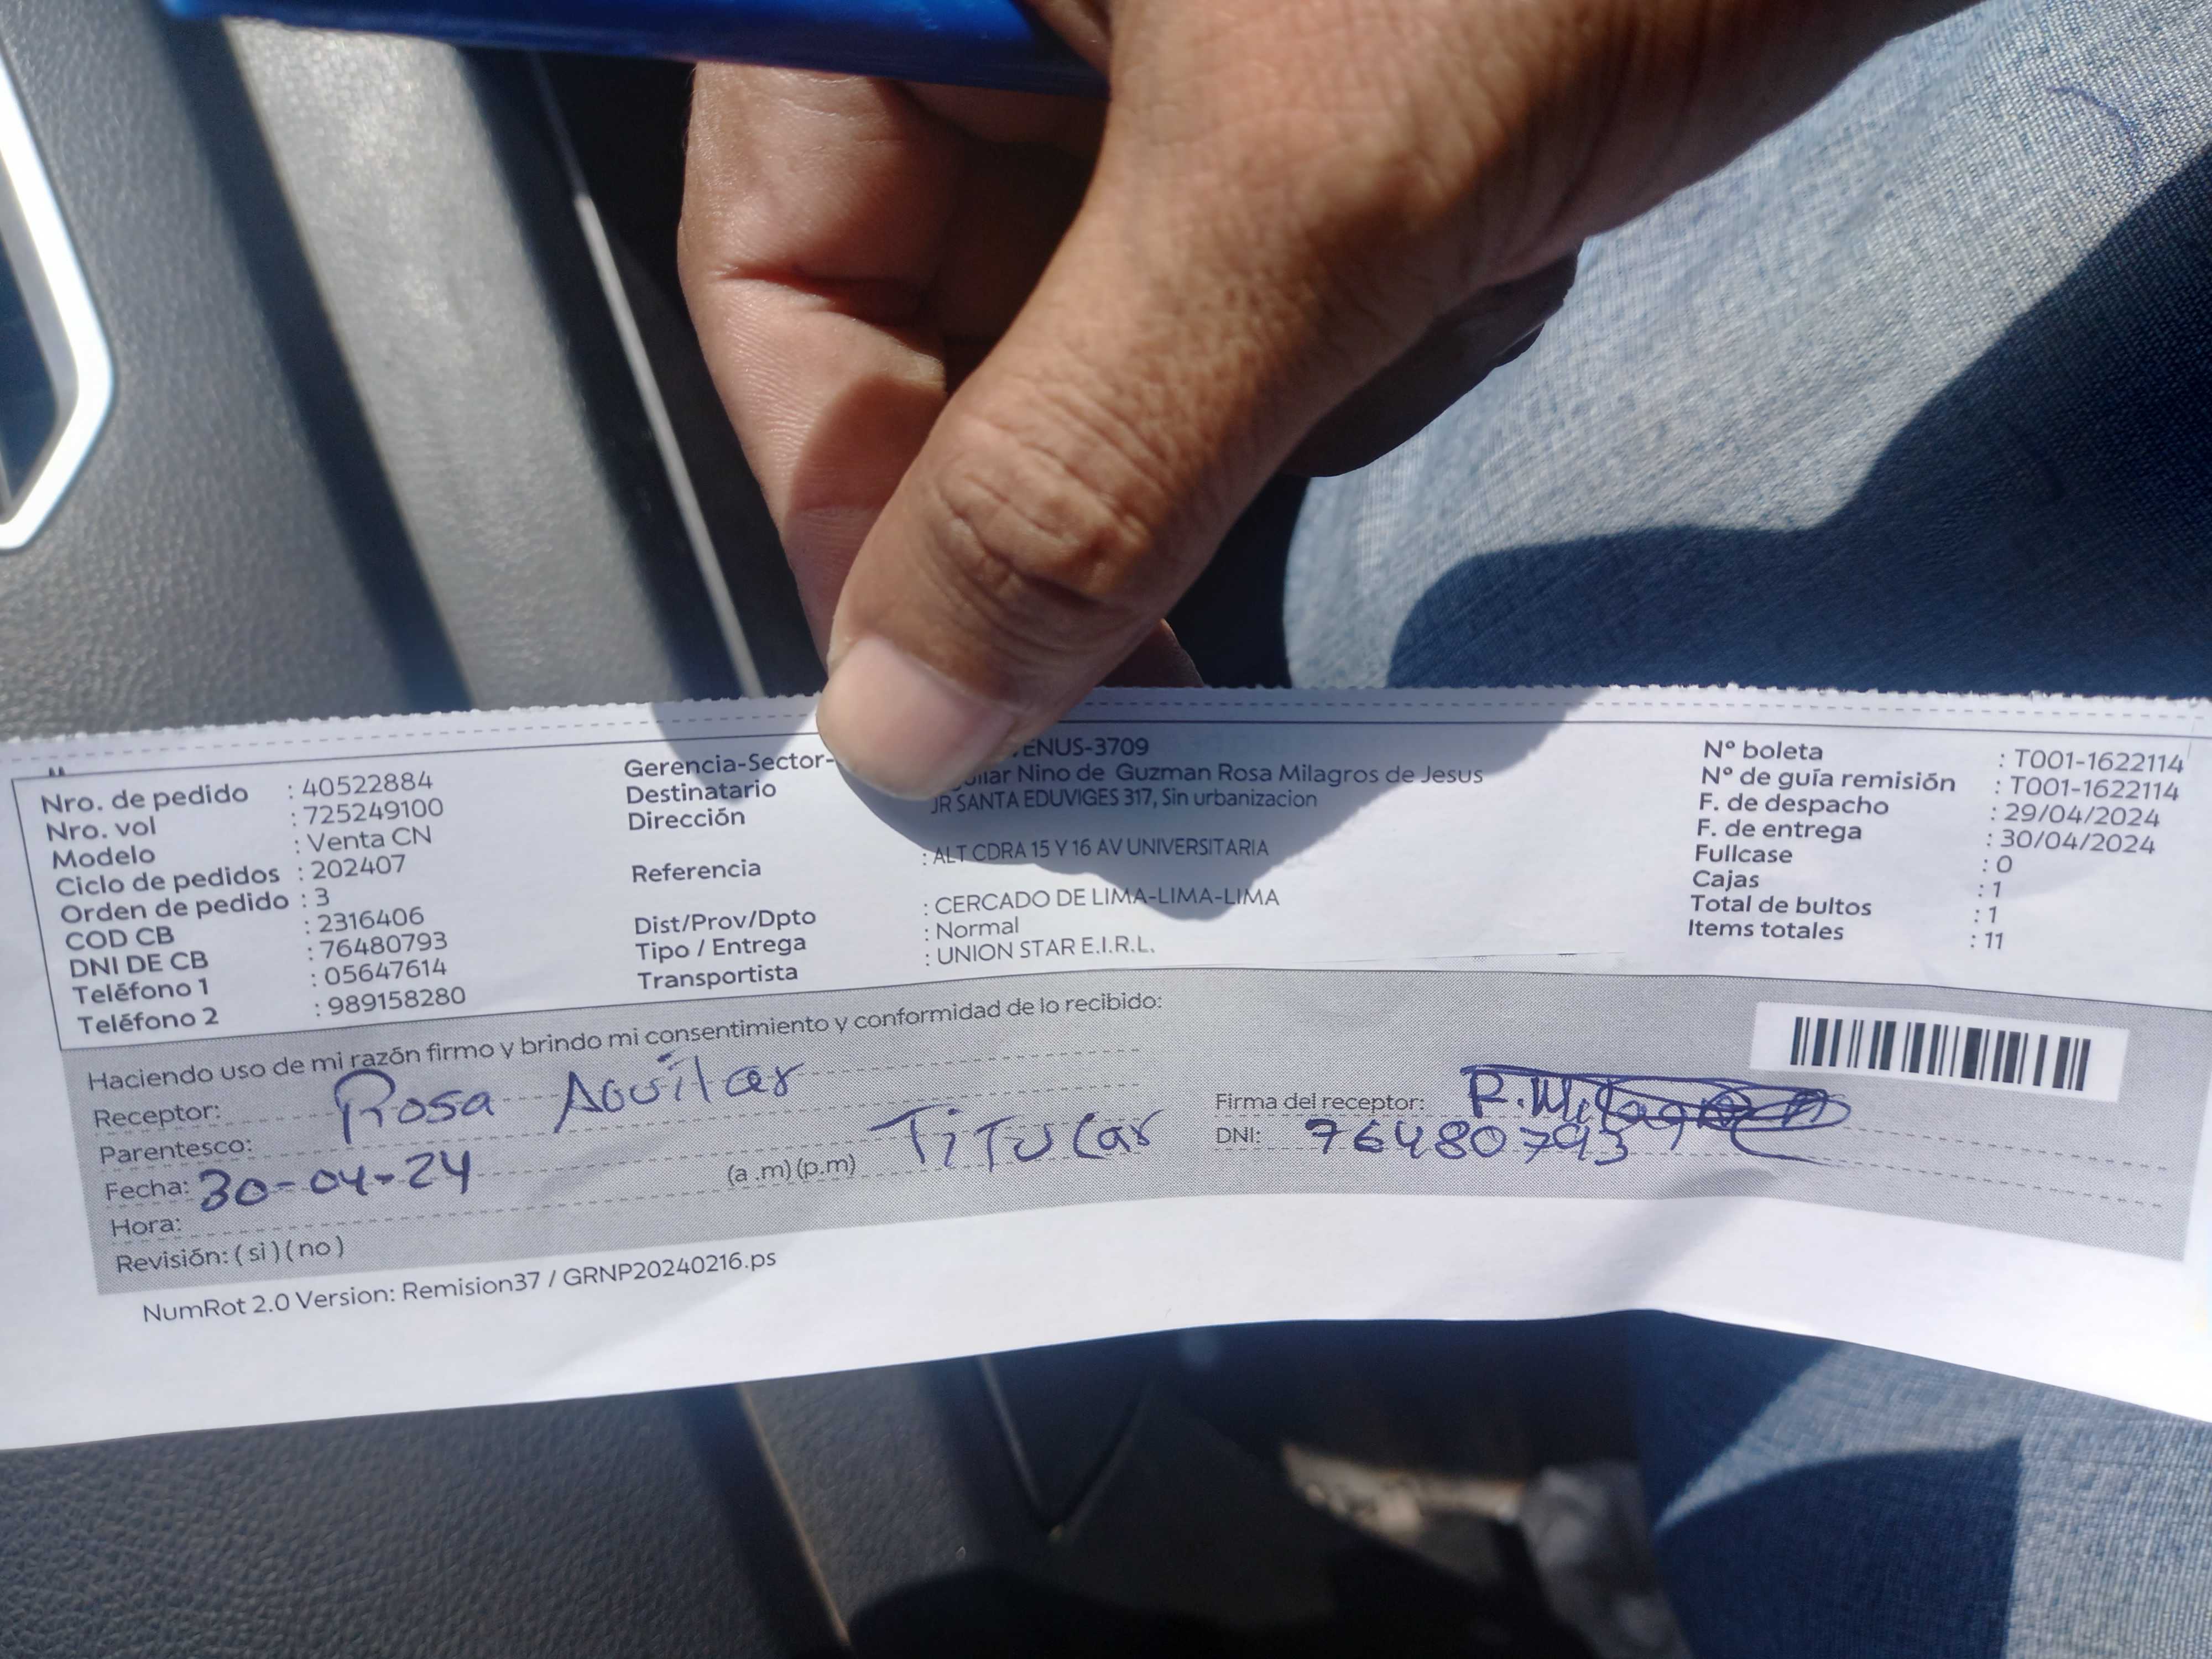 Nro. de pedido : 40522884
Nro. vol : 725249100
Modelo : Venta CN
Ciclo de pedidos : 202407
Orden de pedido : 3
COD CB : 2316406
DNI DE CB : 76480793
Teléfono 1 : 05647614
Teléfono 2 : 989158280
Gerencia-Sector- ENUS-3709
Destinatario Nino de Guzman Rosa Milagros de Jesus
Dirección JR SANTA EDUVIGES 317, Sin urbanizacion
Referencia : ALT CDRA 15 Y 16 AV UNIVERSITARIA
Dist/Prov/Dpto : CERCADO DE LIMA-LIMA-LIMA
Tipo / Entrega : Normal
Transportista : UNION STAR E.I.R.L.
N° boleta : T001-1622114
N° de guía remisión : T001-1622114
F. de despacho : 29/04/2024
F. de entrega : 30/04/2024
Fullcase : 0
Cajas : 1
Total de bultos : 1
Items totales : 11
Haciendo uso de mi razón firmo y brindo mi consentimiento y conformidad de lo recibido:
Receptor: Rosa Aguilar
Parentesco: Titular
Fecha: 30-04-24
Hora: (a .m) (p.m)
Revisión: ( si ) ( no )
Firma del receptor: R. Milagros
DNI: 76480793
NumRot 2.0 Version: Remision37 / GRNP20240216.ps